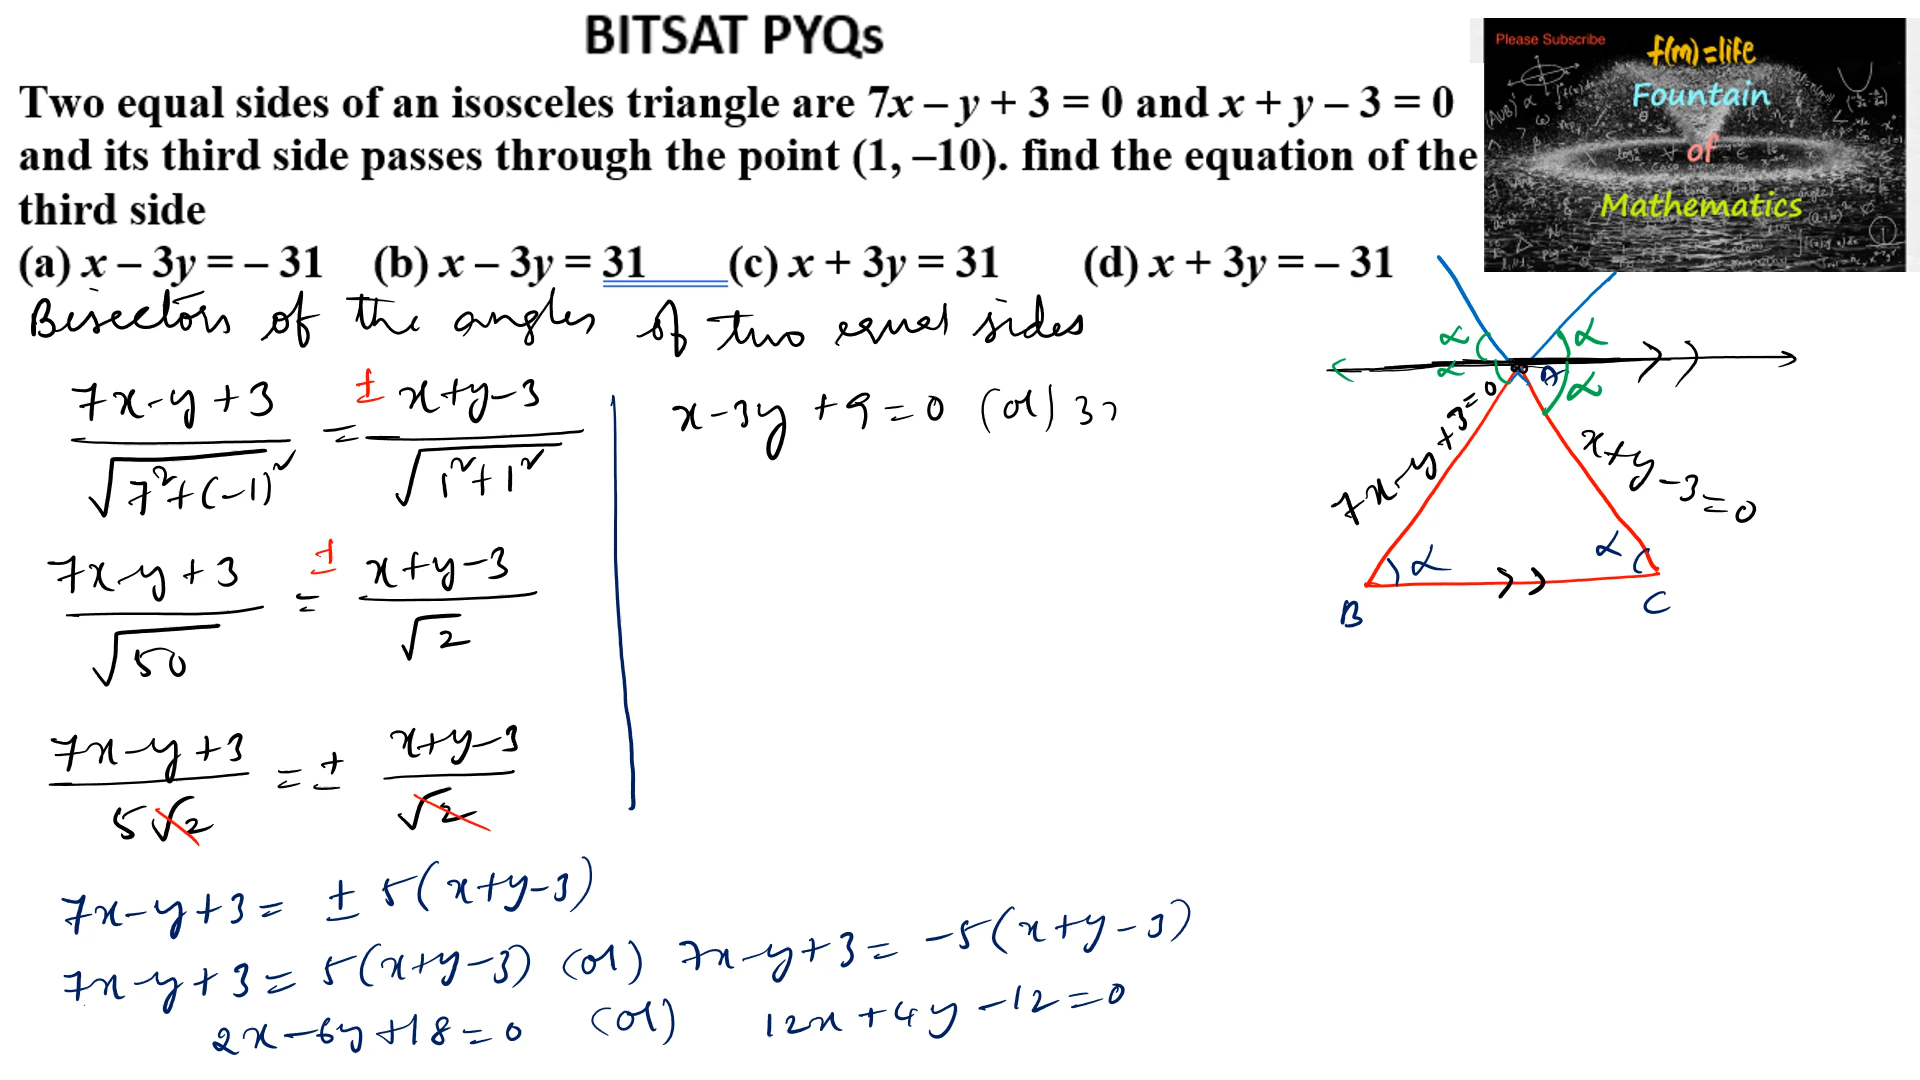 BITSAT PYQs
Please Subscribe
f(m)=life
Fountain
of
Mathematics
Two equal sides of an isosceles triangle are 7x – y + 3 = 0 and x + y – 3 = 0
and its third side passes through the point (1, –10). find the equation of the
third side
(a) x – 3y = – 31 (b) x – 3y = 31 (c) x + 3y = 31 (d) x + 3y = – 31
Bisectors of the angles of two equal sides
(7x-y+3)/√(7²+(-1)²) = ± (x+y-3)/√(1²+1²)
(7x-y+3)/√50 = ± (x+y-3)/√2
(7x-y+3)/5√2 = ± (x+y-3)/√2
7x-y+3 = ± 5(x+y-3)
7x-y+3 = 5(x+y-3) (or) 7x-y+3 = -5(x+y-3)
2x-6y+18=0 (or) 12x+4y-12=0
x-3y+9=0 (or) 3
α α
α α
A
7x-y+3=0
x+y-3=0
α α
B C